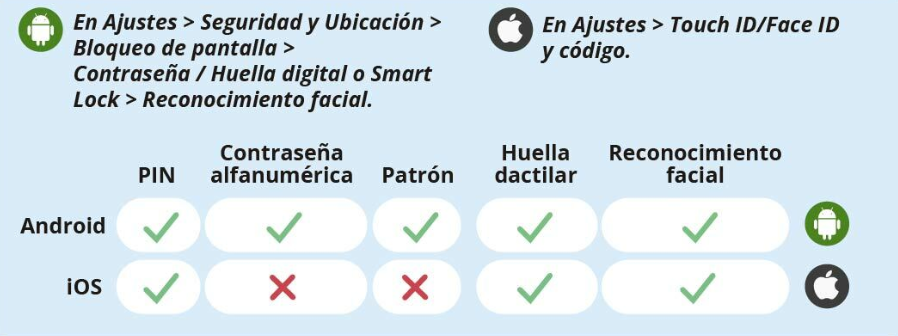 En Ajustes > Seguridad y Ubicación >
Bloqueo de pantalla >
Contraseña / Huella digital o Smart
Lock > Reconocimiento facial.
En Ajustes > Touch ID/Face ID
y código.
PIN
Contraseña
alfanumérica
Patrón
Huella
dactilar
Reconocimiento
facial
Android
iOS